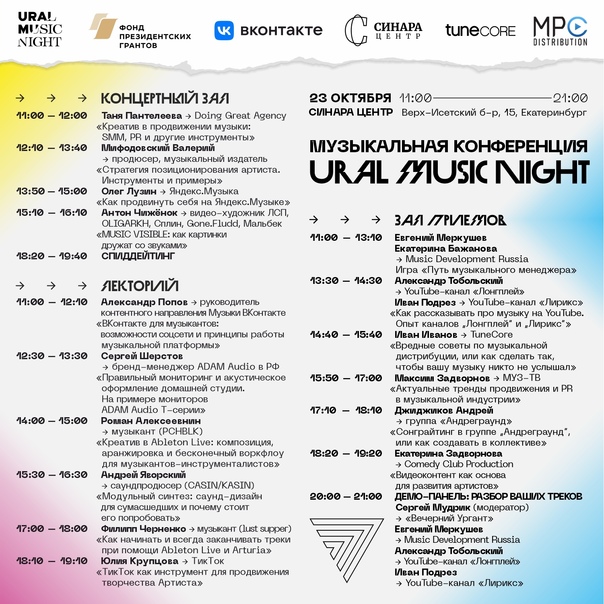 URAL
MUSIC
NIGHT
ФОНД
ПРЕЗИДЕНТСКИХ
ГРАНТОВ
вконтакте
СИНАРА
ЦЕНТР
tuneCORE
MPC
DISTRIBUTION
23 ОКТЯБРЯ 11:00 21:00
СИНАРА ЦЕНТР Верх-Исетский б-р, 15, Екатеринбург
МУЗЫКАЛЬНАЯ КОНФЕРЕНЦИЯ
URAL MUSIC NIGHT
→ → → КОНЦЕРТНЫЙ ЗАЛ
11:00 — 12:00 Таня Пантелеева → Doing Great Agency
«Креатив в продвижении музыки:
SMM, PR и другие инструменты»
12:10 — 13:40 Мифодовский Валерий
→ продюсер, музыкальный издатель
«Стратегия позиционирования артиста.
Инструменты и примеры»
13:50 — 15:00 Олег Лузин → Яндекс.Музыка
«Как продвинуть себя на Яндекс.Музыке»
15:10 — 16:10 Антон Чижёнок → видео-художник ЛСП,
OLIGARKH, Сплин, Gone.Fludd, Мальбек
«MUSIC VISIBLE: как картинки
дружат со звуками»
18:20 — 19:40 СПИДДЕЙТИНГ
→ → → ЛЕКТОРИЙ
11:00 — 12:10 Александр Попов → руководитель
контентного направления Музыки ВКонтакте
«ВКонтакте для музыкантов:
возможности соцсети и принципы работы
музыкальной платформы»
12:30 — 13:30 Сергей Шерстов
→ бренд-менеджер ADAM Audio в РФ
«Правильный мониторинг и акустическое
оформление домашней студии.
На примере мониторов
ADAM Audio T-серии»
14:00 — 15:00 Роман Алексеевнин
→ музыкант (PCHBLK)
«Креатив в Ableton Live: композиция,
аранжировка и бесконечный воркфлоу
для музыкантов-инструменталистов»
15:30 — 16:30 Андрей Яворский
→ саундпродюсер (CASIN/KASIN)
«Модульный синтез: саунд-дизайн
для сумасшедших и почему стоит
его попробовать»
17:00 — 18:00 Филипп Черненко → музыкант (lust supper)
«Как начинать и всегда заканчивать треки
при помощи Ableton Live и Arturia»
18:10 — 19:10 Юлия Крупцова → ТикТок
«ТикТок как инструмент для продвижения
творчества Артиста»
→ → → ЗАЛ ПРИЕМОВ
11:00 — 13:10 Евгений Меркушев
Екатерина Бажанова
→ Music Development Russia
Игра «Путь музыкального менеджера»
13:30 — 14:30 Александр Тобольский
→ YouTube-канал «Лонгплей»
Иван Подрез → YouTube-канал «Лирикс»
«Как рассказывать про музыку на YouTube.
Опыт каналов „Лонгплей" и „Лирикс"»
14:40 — 15:40 Иван Иванов → TuneCore
«Вредные советы по музыкальной
дистрибуции, или как сделать так,
чтобы вашу музыку никто не услышал»
15:50 — 17:00 Максим Задворнов → МУЗ-ТВ
«Актуальные тренды продвижения и PR
в музыкальной индустрии»
17:10 — 18:10 Джиджиков Андрей
→ группа «Андреграунд»
«Сонграйтинг в группе „Андреграунд",
или как создавать в коллективе»
18:20 — 19:20 Екатерина Задворнова
→ Comedy Club Production
«Видеоконтент как основа
для развития артистов»
20:00 — 21:00 ДЕМО-ПАНЕЛЬ: РАЗБОР ВАШИХ ТРЕКОВ
Сергей Мудрик (модератор)
→ «Вечерний Ургант»
Евгений Меркушев
→ Music Development Russia
Александр Тобольский
→ YouTube-канал «Лонгплей»
Иван Подрез
→ YouTube-канал «Лирикс»